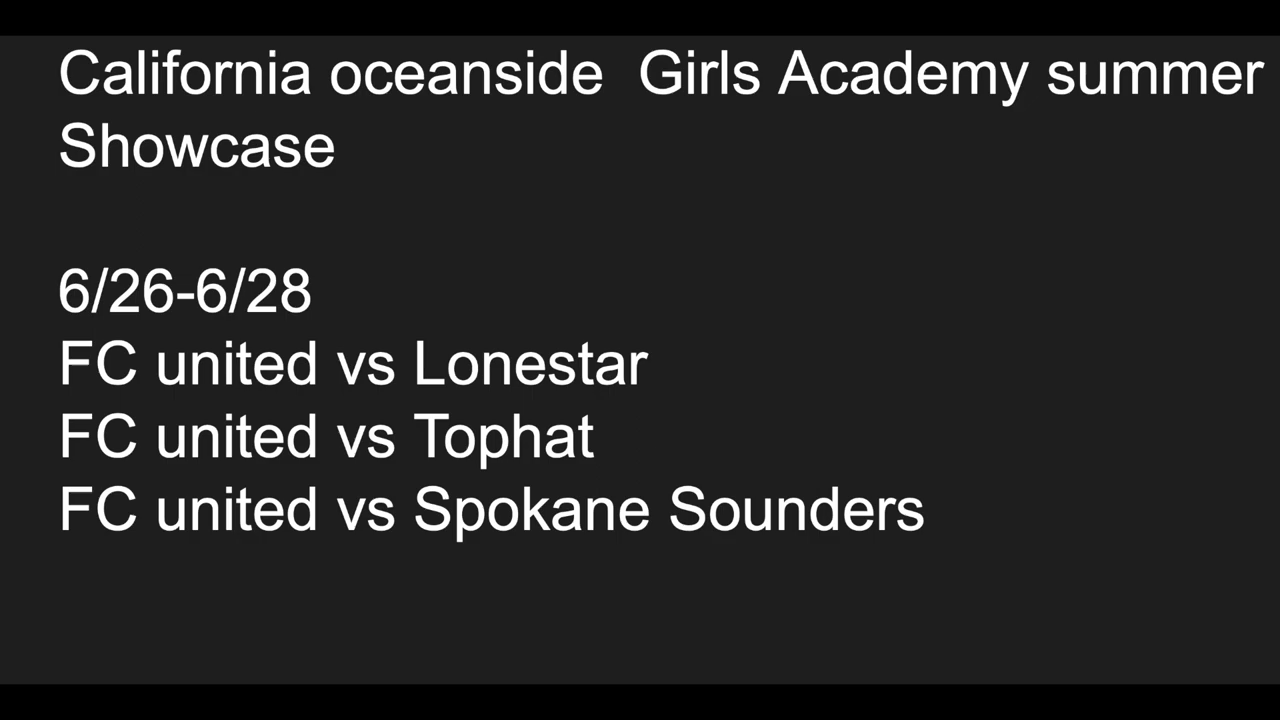 California oceanside  Girls Academy summer
Showcase
6/26-6/28
FC united vs Lonestar
FC united vs Tophat
FC united vs Spokane Sounders